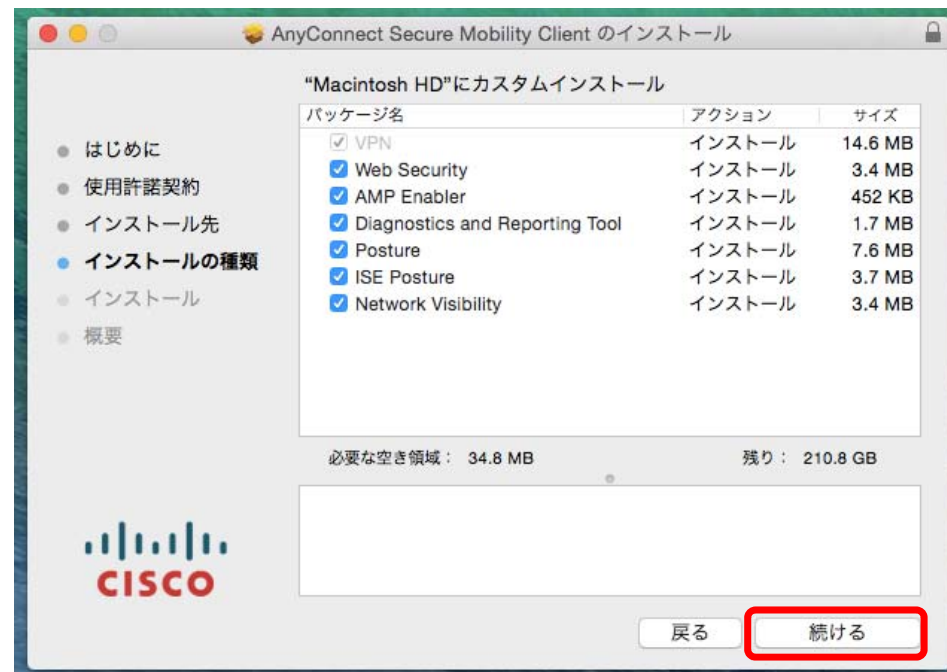 AnyConnect Secure Mobility Client のインストール
“Macintosh HD”にカスタムインストール
パッケージ名 アクション サイズ
VPN インストール 14.6 MB
Web Security インストール 3.4 MB
AMP Enabler インストール 452 KB
Diagnostics and Reporting Tool インストール 1.7 MB
Posture インストール 7.6 MB
ISE Posture インストール 3.7 MB
Network Visibility インストール 3.4 MB
はじめに
使用許諾契約
インストール先
インストールの種類
インストール
概要
必要な空き領域： 34.8 MB 残り： 210.8 GB
CISCO
戻る 続ける